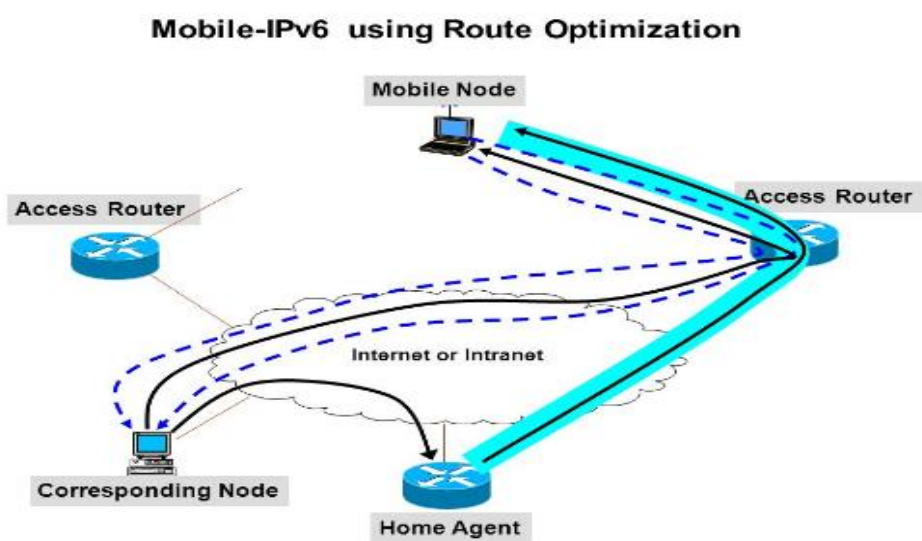 Mobile-IPv6 using Route Optimization
Mobile Node
Access Router
Access Router
Internet or Intranet
Corresponding Node
Home Agent